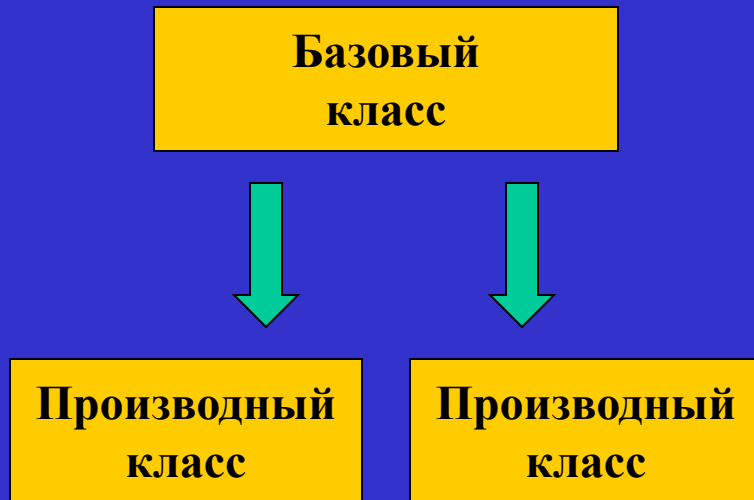 Базовый
класс
Производный
класс
Производный
класс